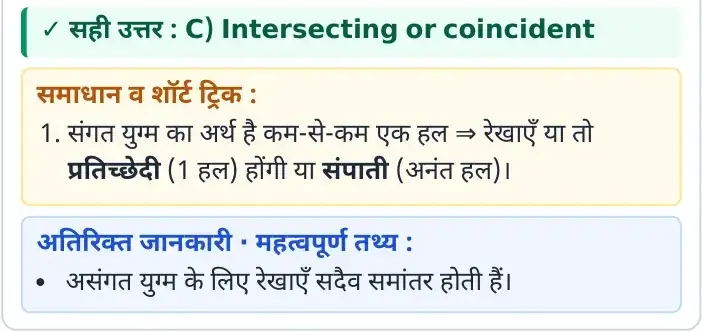 ✓ सही उत्तर : C) Intersecting or coincident
समाधान व शॉर्ट ट्रिक :
1. संगत युग्म का अर्थ है कम-से-कम एक हल ⇒ रेखाएँ या तो
प्रतिच्छेदी (1 हल) होंगी या संपाती (अनंत हल)।
अतिरिक्त जानकारी · महत्वपूर्ण तथ्य :
• असंगत युग्म के लिए रेखाएँ सदैव समांतर होती हैं।